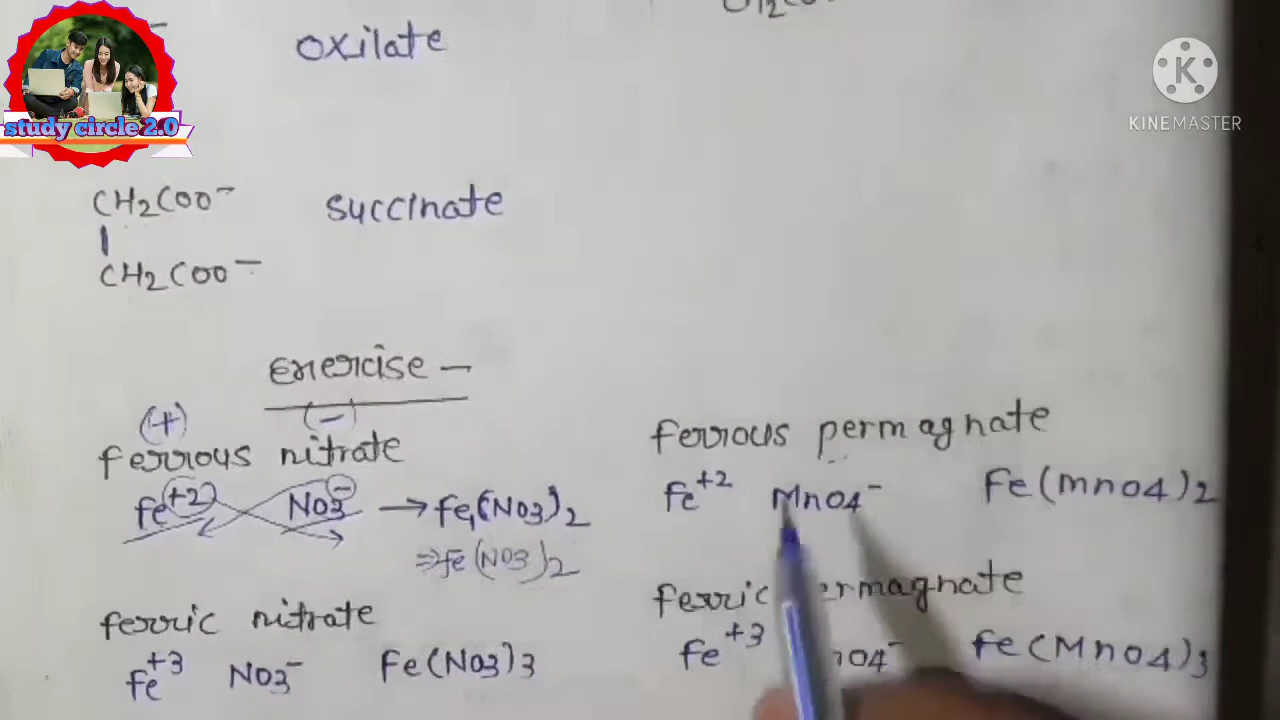 study circle 2.0
KINEMASTER
oxilate
CH2COO⁻ succinate
CH2COO⁻
Exercise —
(+) (−)
ferrous nitrate
fe+2 NO3⁻ → fe1(NO3)2
⇒ fe(NO3)2
ferric nitrate
fe+3 NO3⁻ fe(NO3)3
ferrous permagnate
fe+2 MnO4⁻ fe(mnO4)2
ferric
fe+3 fe(MnO4)3